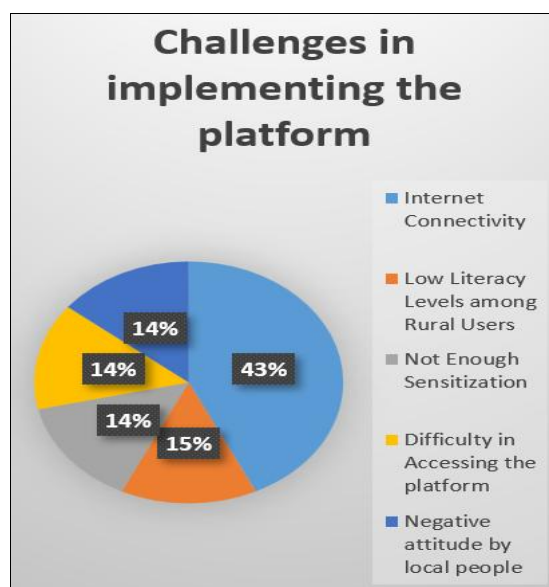 Challenges in
implementing the
platform
14%
43%
14%
14%
15%
Internet
Connectivity
Low Literacy
Levels among
Rural Users
Not Enough
Sensitization
Difficulty in
Accessing the
platform
Negative
attitude by
local people